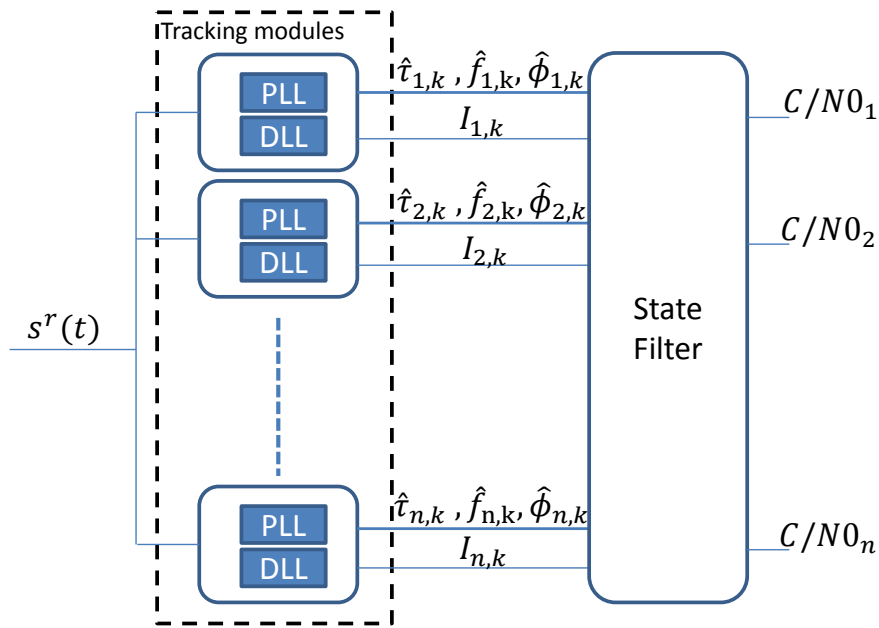 Tracking modules
PLL
DLL
τ̂₁,ₖ , f̂₁,ₖ, ϕ̂₁,ₖ
I₁,ₖ
C/N0₁
PLL
DLL
τ̂₂,ₖ , f̂₂,ₖ, ϕ̂₂,ₖ
I₂,ₖ
C/N0₂
sʳ(t)
State
Filter
PLL
DLL
τ̂ₙ,ₖ , f̂ₙ,ₖ, ϕ̂ₙ,ₖ
Iₙ,ₖ
C/N0ₙ